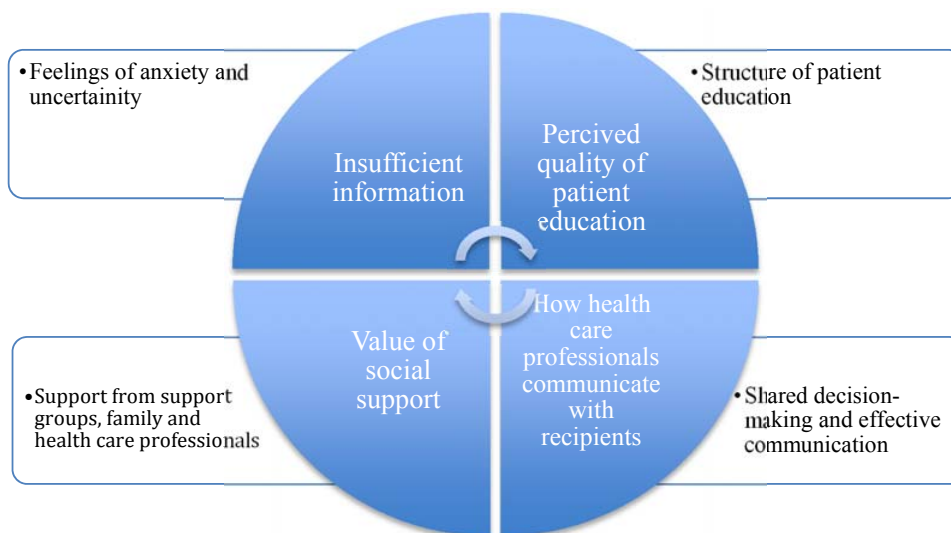 •Feelings of anxiety and
uncertainity
Insufficient
information
Percived
quality of
patient
education
•Structure of patient
education
•Support from support
groups, family and
health care professionals
Value of
social
support
How health
care
professionals
communicate
with
recipients
•Shared decision-
making and effective
communication